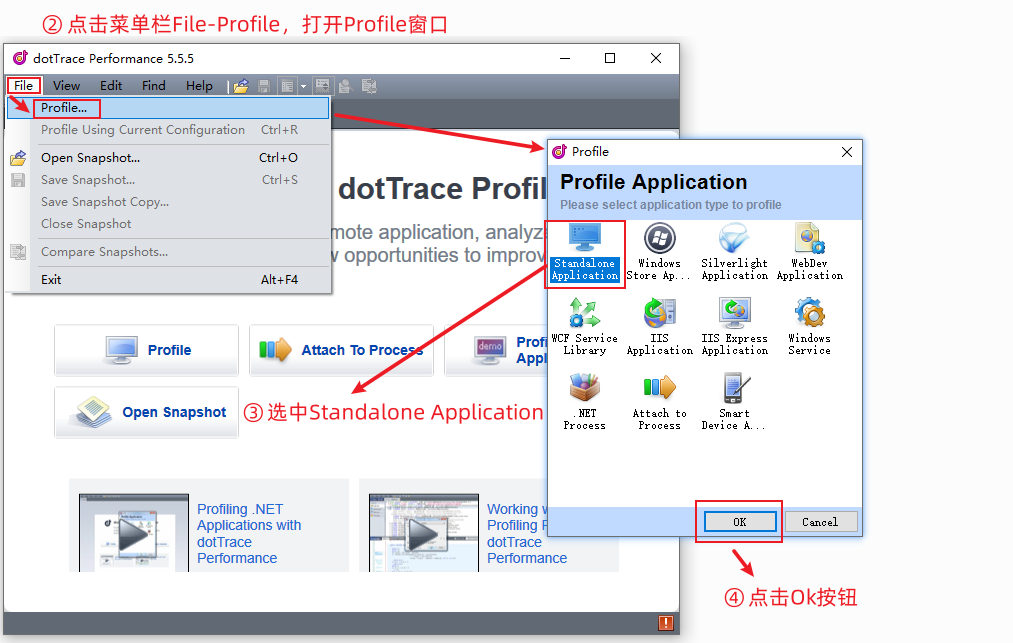 ② 点击菜单栏File-Profile，打开Profile窗口
dotTrace Performance 5.5.5
File View Edit Find Help
Profile...
Profile Using Current Configuration Ctrl+R
Open Snapshot... Ctrl+O
Save Snapshot... Ctrl+S
Save Snapshot Copy...
Close Snapshot
Compare Snapshots...
Exit Alt+F4
dotTrace Profil
mote application, analyze
opportunities to improv
Profile
Attach To Process
demo
Profi
Appl
Open Snapshot
③ 选中Standalone Application
Profiling .NET
Applications with
dotTrace
Performance
Working w
Profiling
dotTrace
Performance
Profile
Profile Application
Please select application type to profile
Standalone
Application
Windows
Store Ap...
Silverlight
Application
WebDev
Application
WCF Service
Library
IIS
Application
IIS Express
Application
Windows
Service
.NET
Process
Attach to
Process
Smart
Device A...
OK
Cancel
④ 点击Ok按钮